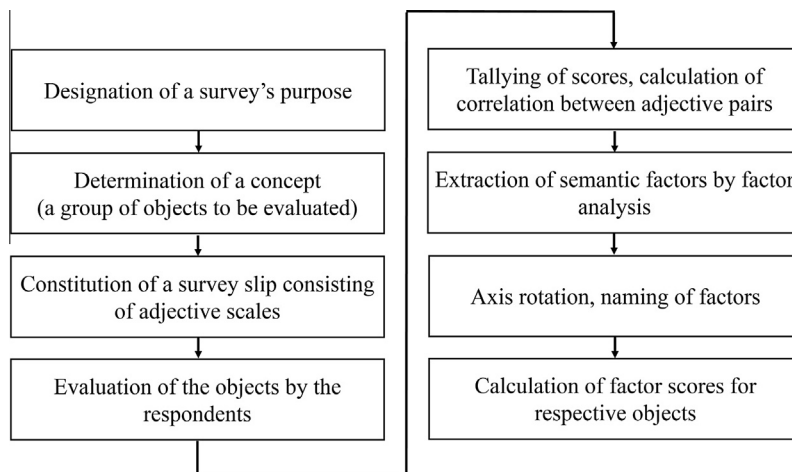 Designation of a survey's purpose
Determination of a concept
(a group of objects to be evaluated)
Constitution of a survey slip consisting
of adjective scales
Evaluation of the objects by the
respondents
Tallying of scores, calculation of
correlation between adjective pairs
Extraction of semantic factors by factor
analysis
Axis rotation, naming of factors
Calculation of factor scores for
respective objects